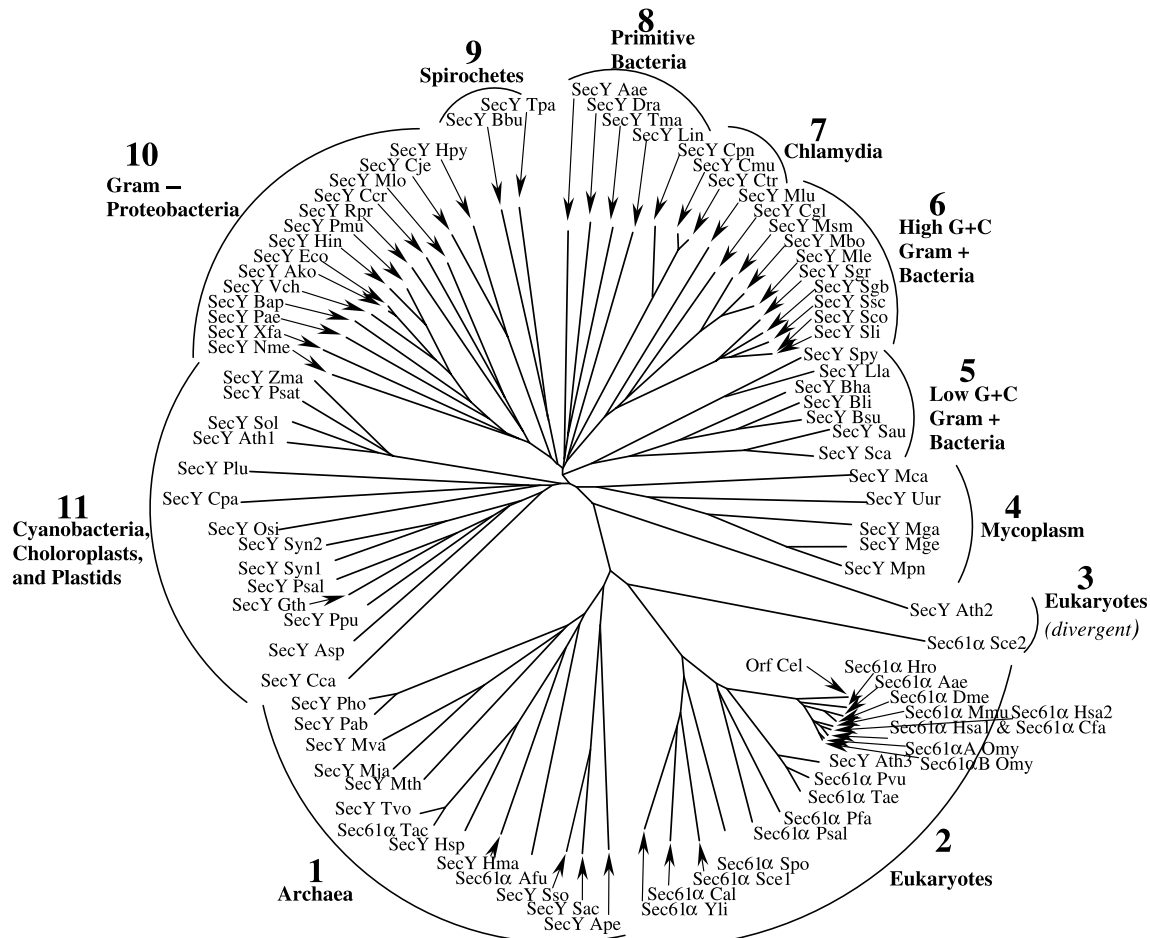 8
Primitive
Bacteria
9
Spirochetes
SecY Aae
SecY Tpa
SecY Dra
SecY Bbu
SecY Tma
SecY Lin
7
Chlamydia
SecY Hpy
SecY Cpn
10
Gram –
Proteobacteria
SecY Cje
SecY Cmu
SecY Mlo
SecY Ctr
SecY Ccr
SecY Mlu
SecY Rpr
SecY Cgl
6
High G+C
Gram +
Bacteria
SecY Pmu
SecY Msm
SecY Hin
SecY Mbo
SecY Eco
SecY Mle
SecY Ako
SecY Sgr
SecY Vch
SecY Sgb
SecY Bap
SecY Ssc
SecY Pae
SecY Sco
SecY Xfa
SecY Sli
SecY Nme
SecY Spy
SecY Zma
SecY Lla
5
Low G+C
Gram +
Bacteria
SecY Psat
SecY Bha
SecY Bli
SecY Sol
SecY Bsu
SecY Ath1
SecY Sau
SecY Sca
SecY Plu
SecY Mca
SecY Cpa
SecY Uur
11
Cyanobacteria,
Choloroplasts,
and Plastids
4
Mycoplasm
SecY Osi
SecY Mga
SecY Syn2
SecY Mge
SecY Syn1
SecY Mpn
SecY Psal
3
Eukaryotes
(divergent)
SecY Gth
SecY Ath2
SecY Ppu
SecY Asp
Sec61α Sce2
SecY Cca
Orf Cel
Sec61α Hro
Sec61α Aae
SecY Pho
Sec61α Dme
SecY Pab
Sec61α Mmu Sec61α Hsa2
Sec61α Hsa1 & Sec61α Cfa
SecY Mva
Sec61αA Omy
SecY Ath3
Sec61αB Omy
SecY Mja
Sec61α Pvu
SecY Mth
Sec61α Tae
SecY Tvo
Sec61α Pfa
Sec61α Tac
Sec61α Psal
SecY Hsp
2
Eukaryotes
1
Archaea
SecY Hma
Sec61α Spo
Sec61α Afu
Sec61α Sce1
SecY Sso
Sec61α Cal
SecY Sac
Sec61α Yli
SecY Ape